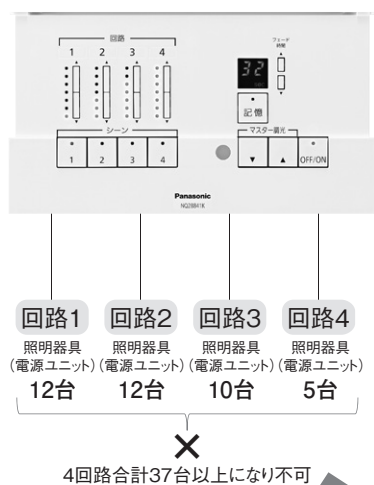 回路
フェード
時間
1 2 3 4
32
記憶
シーン
マスター調光
1 2 3 4
▼ ▲ OFF/ON
Panasonic
NQ28841K
回路1 回路2 回路3 回路4
照明器具 照明器具 照明器具 照明器具
(電源ユニット) (電源ユニット) (電源ユニット) (電源ユニット)
12台 12台 10台 5台
×
4回路合計37台以上になり不可